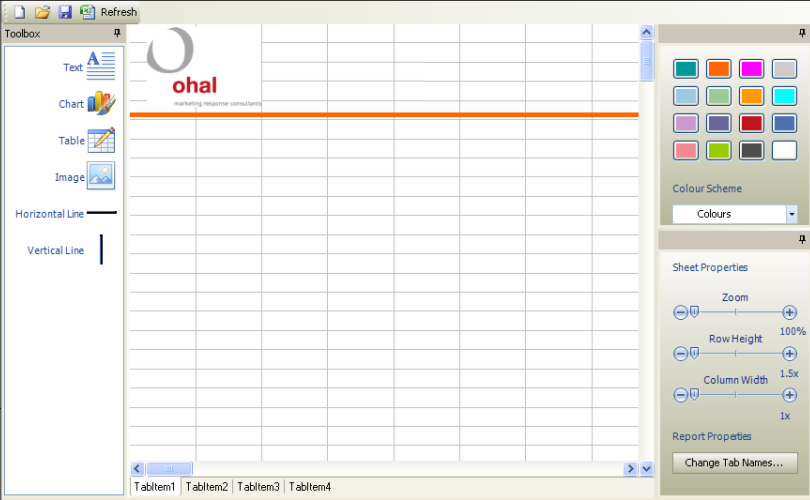 Refresh
Toolbox
Text
Chart
Table
Image
Horizontal Line
Vertical Line
ohal
marketing response consultants
TabItem1 TabItem2 TabItem3 TabItem4
Colour Scheme
Colours
Sheet Properties
Zoom
100%
Row Height
1.5x
Column Width
1x
Report Properties
Change Tab Names...